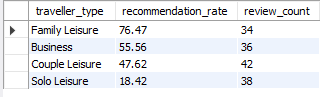 traveller_type recommendation_rate review_count
Family Leisure 76.47 34
Business 55.56 36
Couple Leisure 47.62 42
Solo Leisure 18.42 38